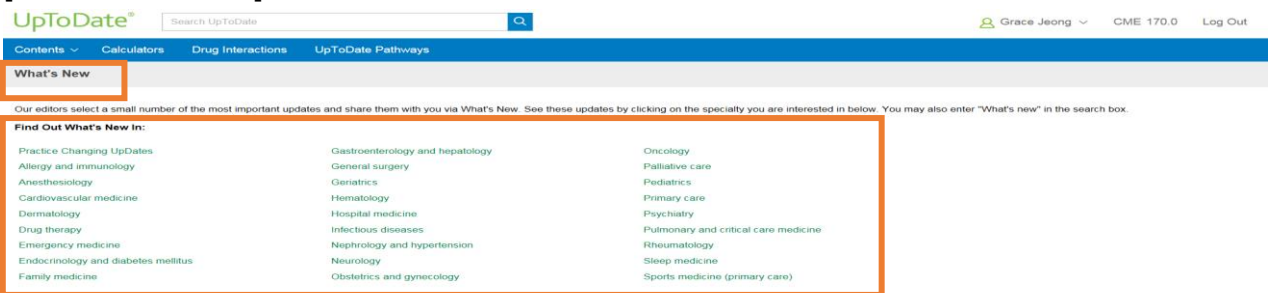 UpToDate® Search UpToDate Grace Jeong CME 170.0 Log Out
Contents Calculators Drug Interactions UpToDate Pathways
What's New
Our editors select a small number of the most important updates and share them with you via What's New. See these updates by clicking on the specialty you are interested in below. You may also enter "What's new" in the search box.
Find Out What's New In:
Practice Changing UpDates Gastroenterology and hepatology Oncology
Allergy and immunology General surgery Palliative care
Anesthesiology Geriatrics Pediatrics
Cardiovascular medicine Hematology Primary care
Dermatology Hospital medicine Psychiatry
Drug therapy Infectious diseases Pulmonary and critical care medicine
Emergency medicine Nephrology and hypertension Rheumatology
Endocrinology and diabetes mellitus Neurology Sleep medicine
Family medicine Obstetrics and gynecology Sports medicine (primary care)